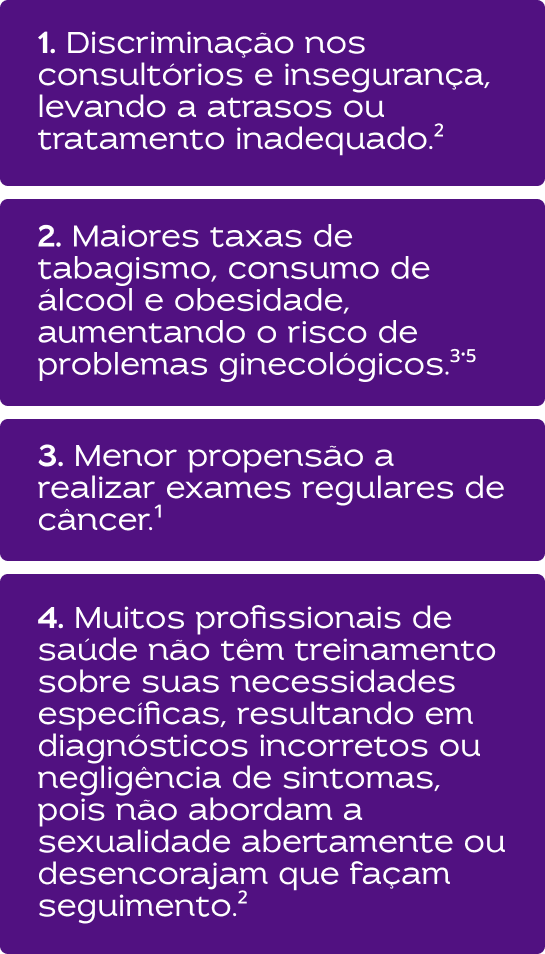 1. Discriminação nos
consultórios e insegurança,
levando a atrasos ou
tratamento inadequado.²
2. Maiores taxas de
tabagismo, consumo de
álcool e obesidade,
aumentando o risco de
problemas ginecológicos.³·⁵
3. Menor propensão a
realizar exames regulares de
câncer.¹
4. Muitos profissionais de
saúde não têm treinamento
sobre suas necessidades
específicas, resultando em
diagnósticos incorretos ou
negligência de sintomas,
pois não abordam a
sexualidade abertamente ou
desencorajam que façam
seguimento.²